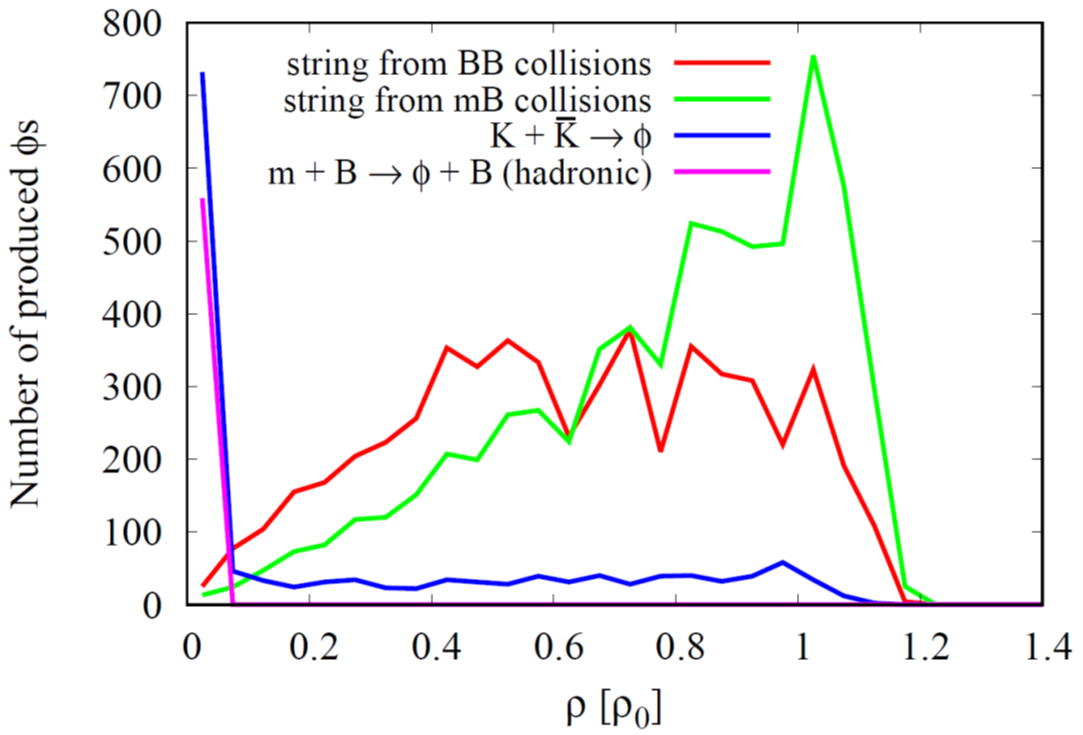 Number of produced ϕs
800
700
600
500
400
300
200
100
0
string from BB collisions
string from mB collisions
K + K̅ → ϕ
m + B → ϕ + B (hadronic)
0 0.2 0.4 0.6 0.8 1 1.2 1.4
ρ [ρ₀]